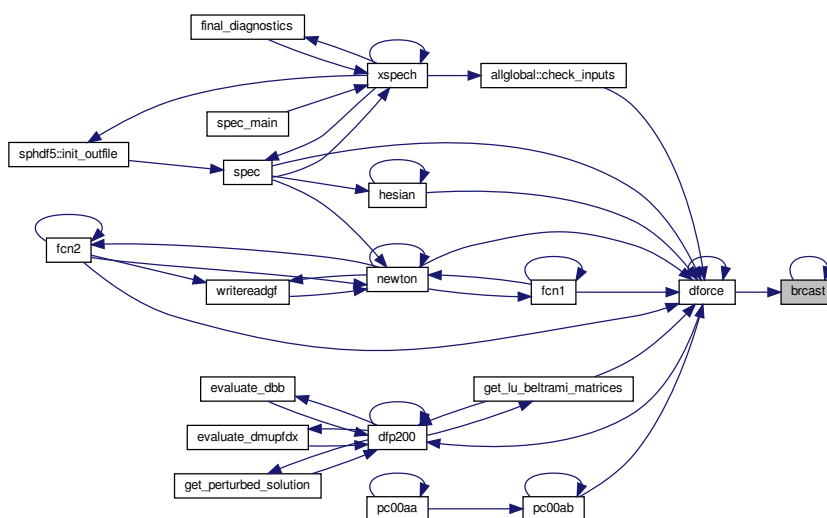 final_diagnostics
xspech
allglobal::check_inputs
spec_main
sphdf5::init_outfile
spec
hesian
fcn2
newton
writereadgf
fcn1
dforce
brcast
evaluate_dbb
get_lu_beltrami_matrices
evaluate_dmupfdx
dfp200
get_perturbed_solution
pc00aa
pc00ab